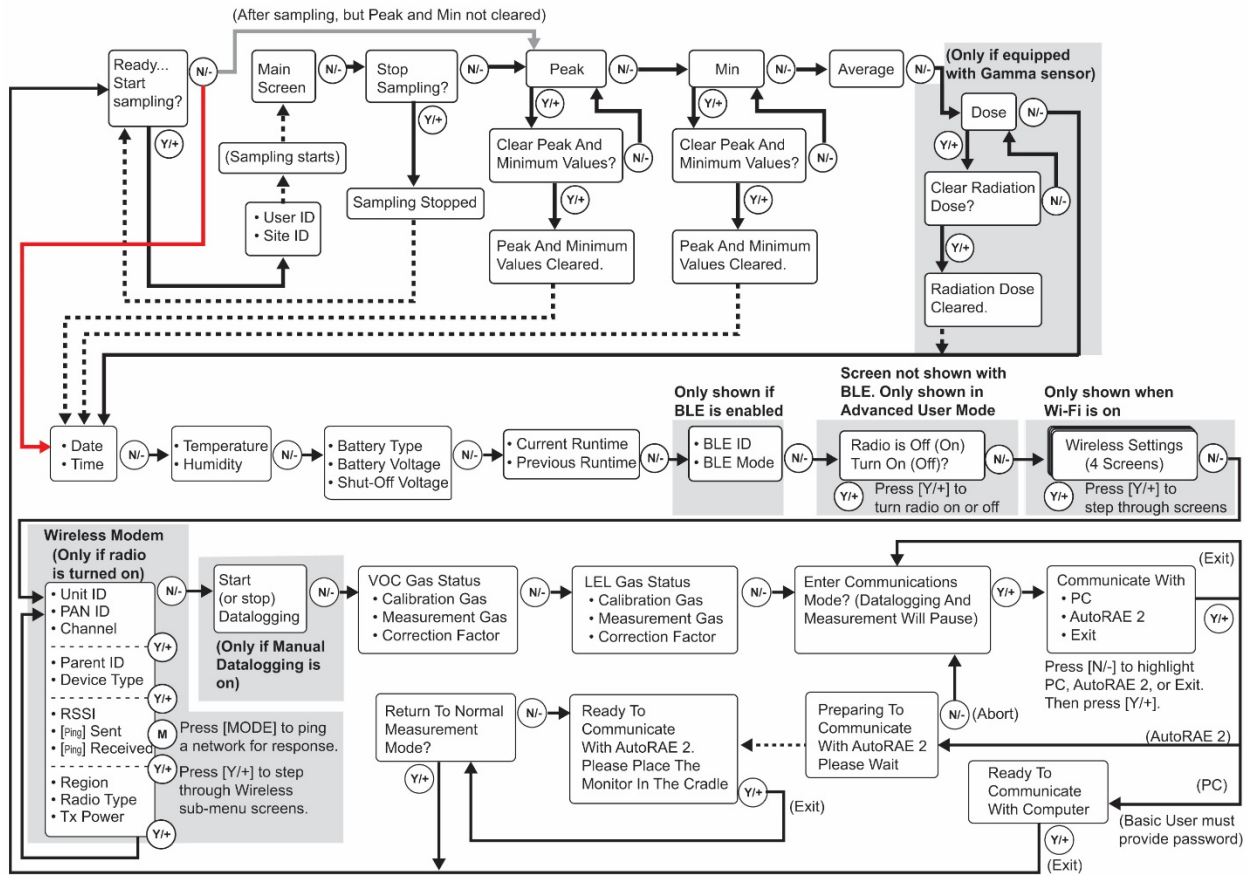 (After sampling, but Peak and Min not cleared)
Ready...
Start
sampling?
N/-
Y/+
Main
Screen
N/-
(Sampling starts)
• User ID
• Site ID
Stop
Sampling?
N/-
Y/+
Sampling Stopped
Peak
N/-
Y/+
Clear Peak And
Minimum Values?
N/-
Y/+
Peak And Minimum
Values Cleared.
Min
N/-
Y/+
Clear Peak And
Minimum Values?
N/-
Y/+
Peak And Minimum
Values Cleared.
Average
N/-
(Only if equipped
with Gamma sensor)
Dose
N/-
Y/+
Clear Radiation
Dose?
N/-
Y/+
Radiation Dose
Cleared.
• Date
• Time
N/-
• Temperature
• Humidity
N/-
• Battery Type
• Battery Voltage
• Shut-Off Voltage
N/-
• Current Runtime
• Previous Runtime
N/-
Only shown if
BLE is enabled
• BLE ID
• BLE Mode
N/-
Screen not shown with
BLE. Only shown in
Advanced User Mode
Radio is Off (On)
Turn On (Off)?
N/-
Y/+
Press [Y/+] to
turn radio on or off
Only shown when
Wi-Fi is on
Wireless Settings
(4 Screens)
N/-
Y/+
Press [Y/+] to
step through screens
Wireless Modem
(Only if radio
is turned on)
• Unit ID
• PAN ID
• Channel
N/-
Y/+
Parent ID
• Device Type
Y/+
• RSSI
• [Ping] Sent
• [Ping] Received
M
Press [MODE] to ping
a network for response.
Y/+
Press [Y/+] to step
through Wireless
sub-menu screens.
• Region
• Radio Type
• Tx Power
Y/+
Start
(or stop)
Datalogging
N/-
(Only if Manual
Datalogging is
on)
VOC Gas Status
• Calibration Gas
• Measurement Gas
• Correction Factor
N/-
LEL Gas Status
• Calibration Gas
• Measurement Gas
• Correction Factor
N/-
Enter Communications
Mode? (Datalogging And
Measurement Will Pause)
Y/+
Communicate With
• PC
• AutoRAE 2
• Exit
Y/+
(Exit)
Press [N/-] to highlight
PC, AutoRAE 2, or Exit.
Then press [Y/+].
(AutoRAE 2)
(PC)
(Basic User must
provide password)
Return To Normal
Measurement
Mode?
N/-
Y/+
Ready To
Communicate
With AutoRAE 2.
Please Place The
Monitor In The Cradle
Y/+
(Exit)
Preparing To
Communicate
With AutoRAE 2
Please Wait
N/-
(Abort)
Ready To
Communicate
With Computer
Y/+
(Exit)